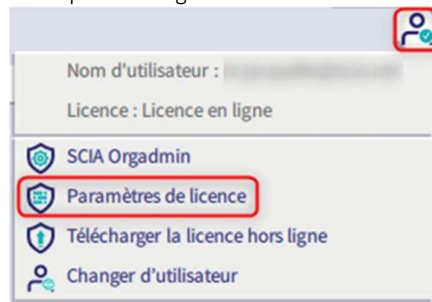 Nom d'utilisateur :
Licence : Licence en ligne
SCIA Orgadmin
Paramètres de licence
Télécharger la licence hors ligne
Changer d'utilisateur